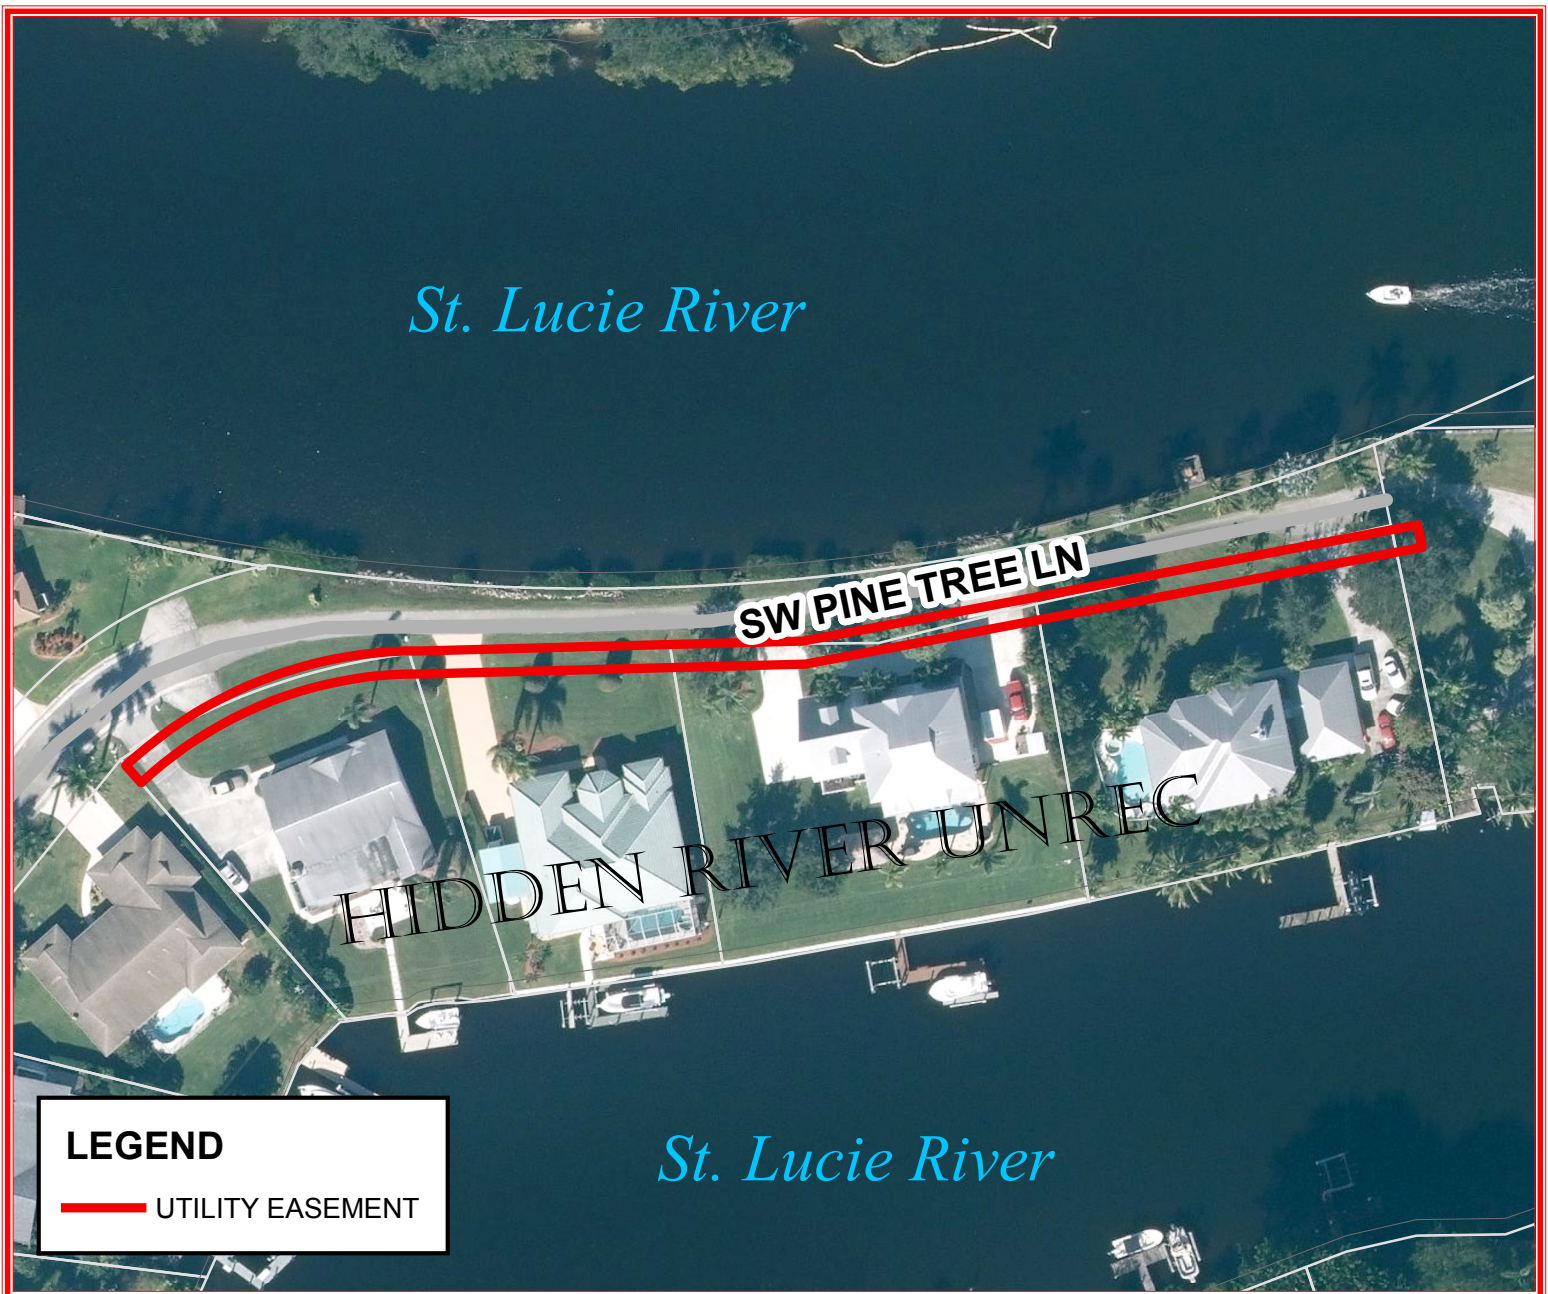 St. Lucie River
SW PINE TREE LN
HIDDEN RIVER UNREC
LEGEND
UTILITY EASEMENT
St. Lucie River